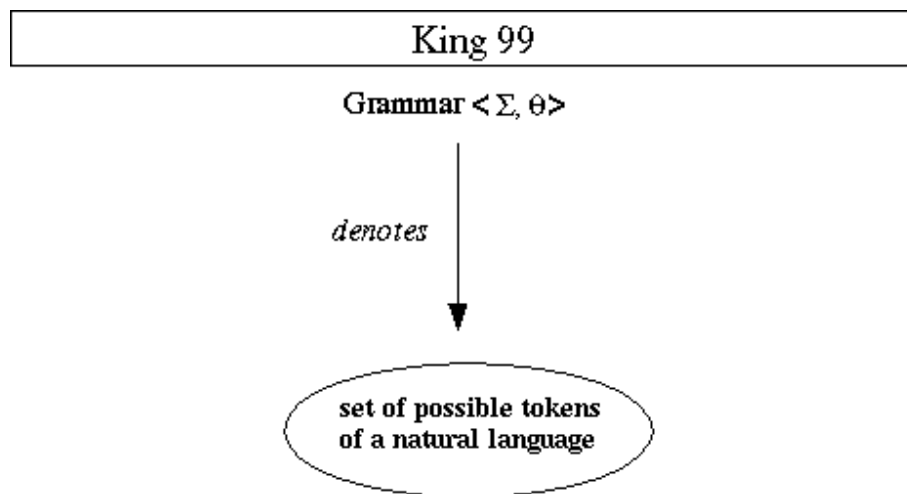 King 99
Grammar < Σ, θ>
denotes
set of possible tokens
of a natural language